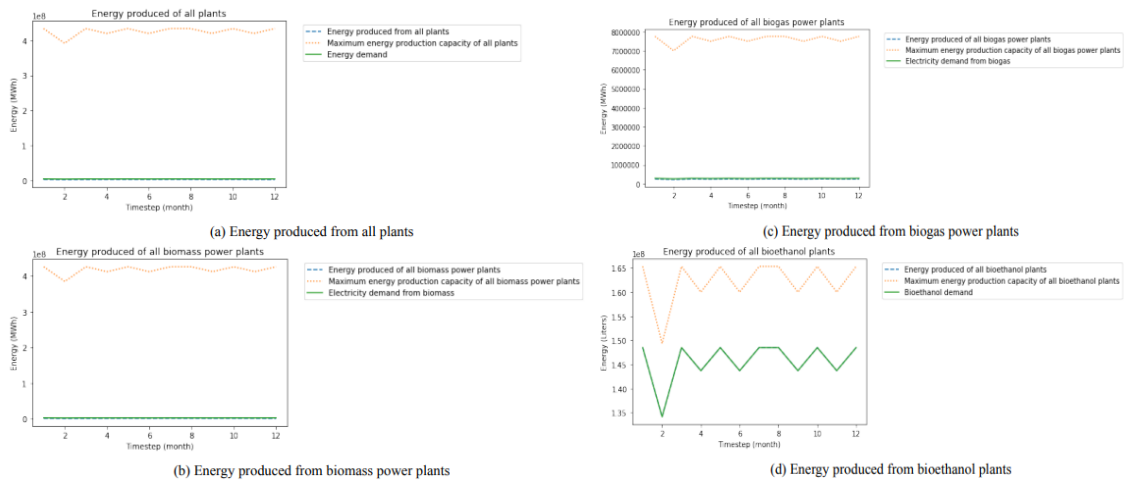 Energy produced of all plants
1e8
4
3
2
1
0
2 4 6 8 10 12
Energy (MWh)
Timestep (month)
Energy produced from all plants
Maximum energy production capacity of all plants
Energy demand
(a) Energy produced from all plants
Energy produced of all biogas power plants
8000000
7000000
6000000
5000000
4000000
3000000
2000000
1000000
0
2 4 6 8 10 12
Energy (MWh)
Timestep (month)
Energy produced of all biogas power plants
Maximum energy production capacity of all biogas power plants
Electricity demand from biogas
(c) Energy produced from biogas power plants
Energy produced of all biomass power plants
1e8
4
3
2
1
0
2 4 6 8 10 12
Energy (MWh)
Timestep (month)
Energy produced of all biomass power plants
Maximum energy production capacity of all biomass power plants
Electricity demand from biomass
(b) Energy produced from biomass power plants
Energy produced of all bioethanol plants
1e8
1.65
1.60
1.55
1.50
1.45
1.40
1.35
2 4 6 8 10 12
Energy (Liters)
Timestep (month)
Energy produced of all bioethanol plants
Maximum energy production capacity of all bioethanol plants
Bioethanol demand
(d) Energy produced from bioethanol plants